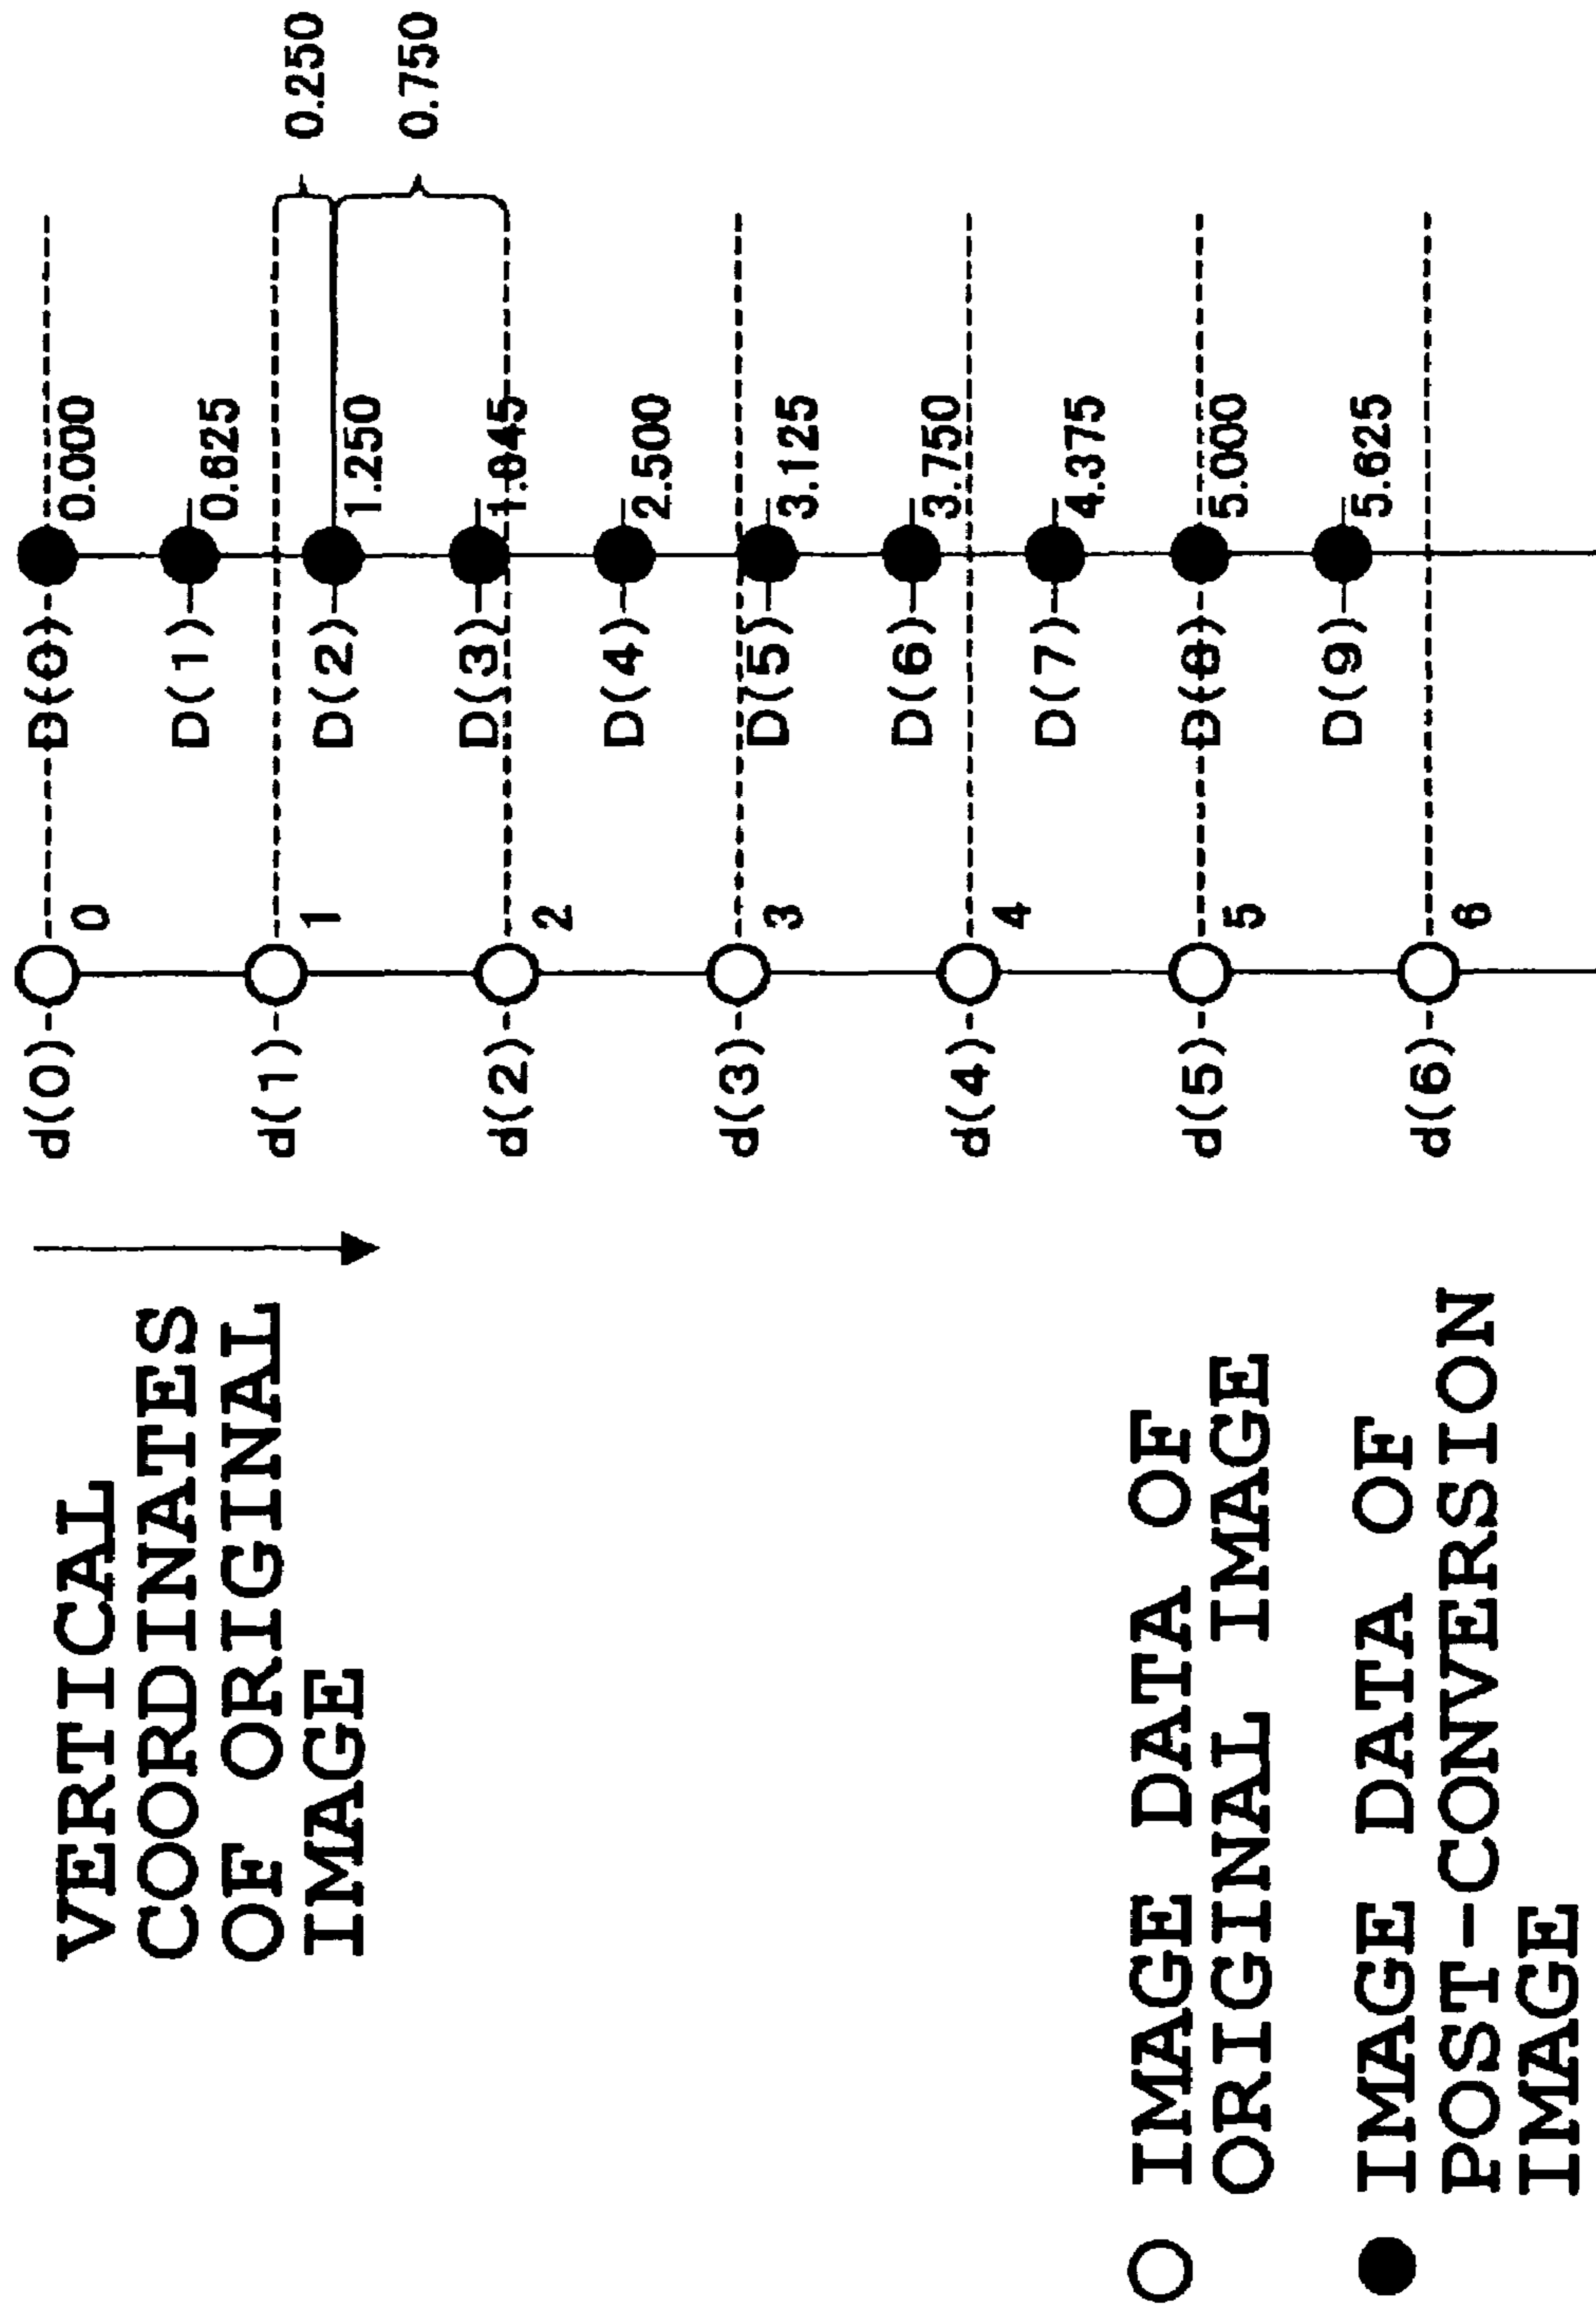 VERTICAL
COORDINATES
OF ORIGINAL
IMAGE
d(0) 0 D(0) 0.000
D(1) 0.625
d(1) 1
0.250
D(2) 1.250
0.750
D(3) 1.845
d(2) 2
D(4) 2.500
d(3) 3
D(5) 3.125
D(6) 3.750
d(4) 4
D(7) 4.375
d(5) 5 D(8) 5.000
D(9) 5.625
d(6) 6
IMAGE DATA OF
ORIGINAL IMAGE
IMAGE DATA OF
POST-CONVERSION
IMAGE